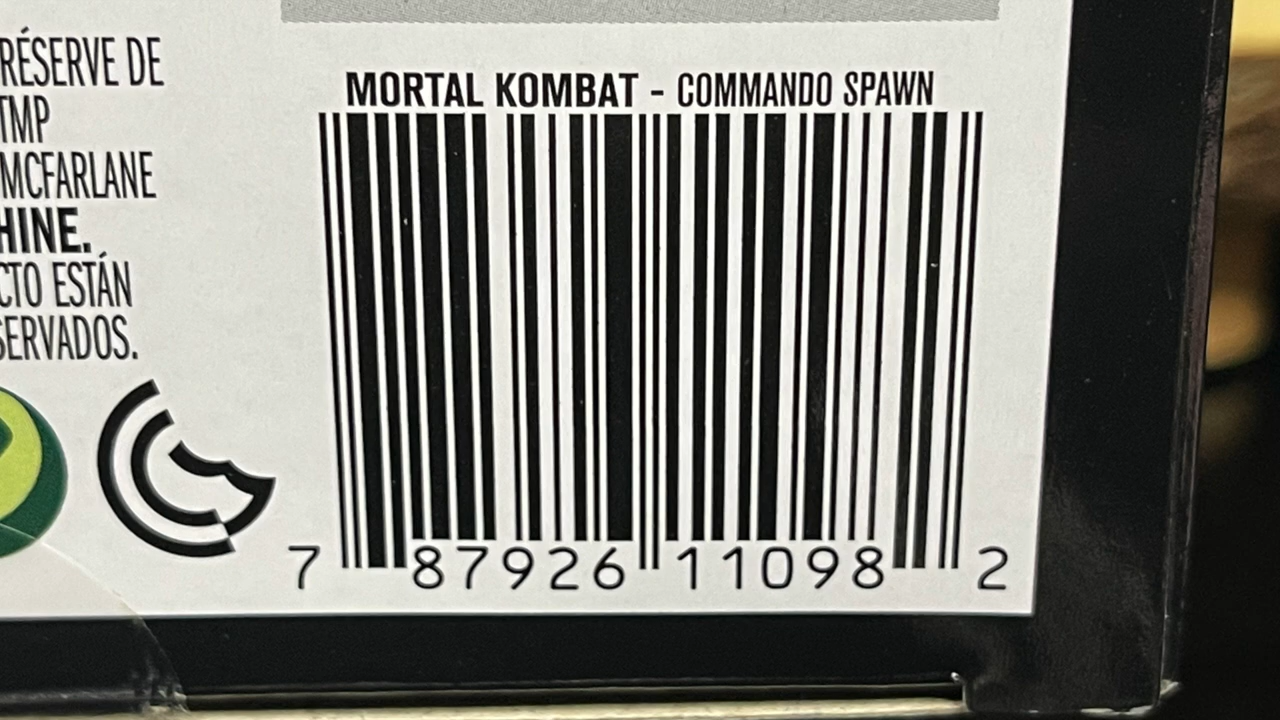 RÉSERVE DE
TMP
MCFARLANE
HINE.
CTO ESTÁN
SERVADOS.
MORTAL KOMBAT - COMMANDO SPAWN
7 87926 11098 2